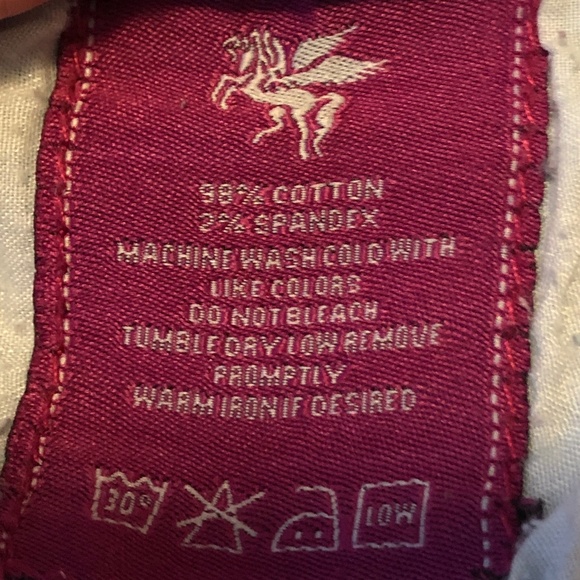 98% COTTON
2% SPANDEX
MACHINE WASH COLD WITH
LIKE COLORS
DO NOT BLEACH
TUMBLE DRY LOW REMOVE
PROMPTLY
WARM IRON IF DESIRED
30° LOW